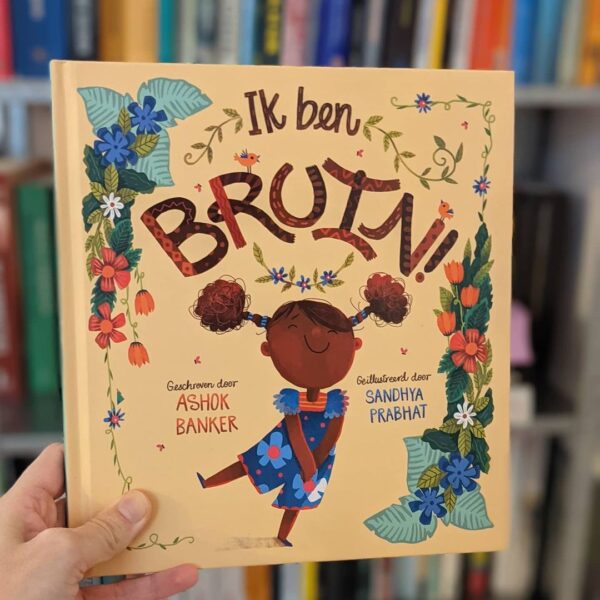 Ik ben
BRUIN!
Geschreven door
ASHOK
BANKER
Geïllustreerd door
SANDHYA
PRABHAT